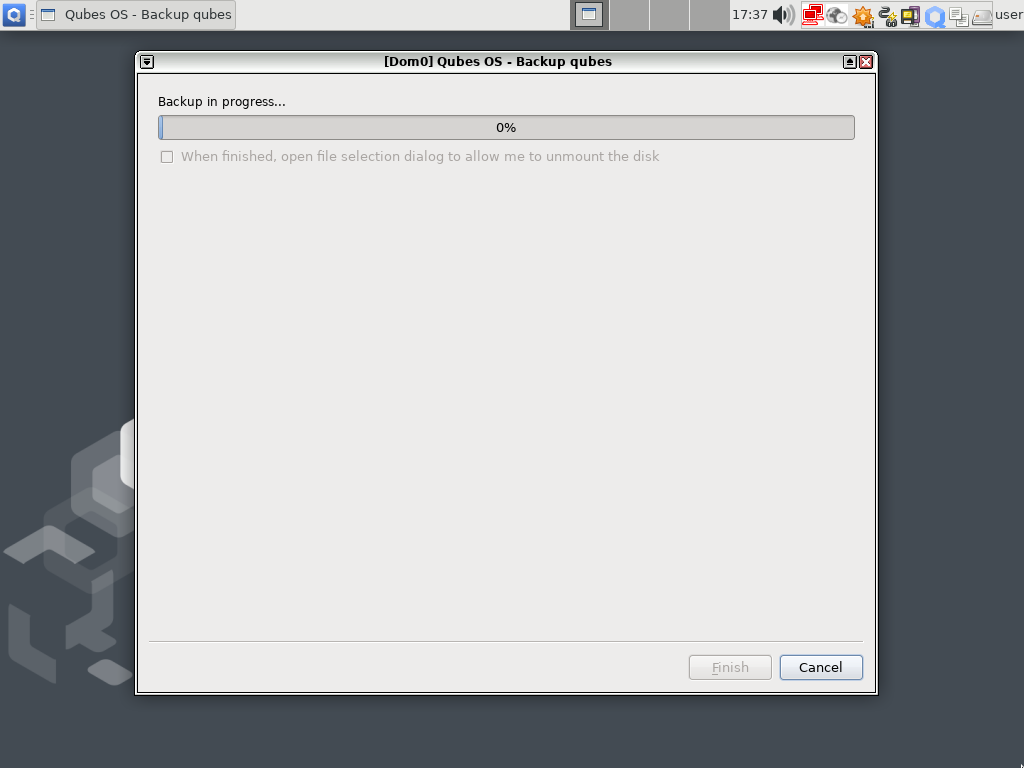 Qubes OS - Backup qubes
17:37
user
[Dom0] Qubes OS - Backup qubes
Backup in progress...
0%
When finished, open file selection dialog to allow me to unmount the disk
Finish
Cancel